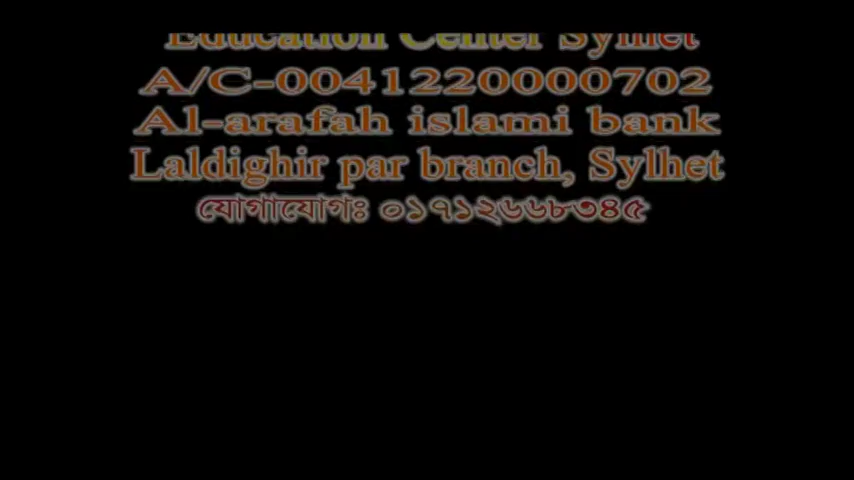 Education Center Sylhet
A/C-0041220000702
Al-arafah islami bank
Laldighir par branch, Sylhet
যোগাযোগঃ ০১৭১২৬৬৮৩৪৫